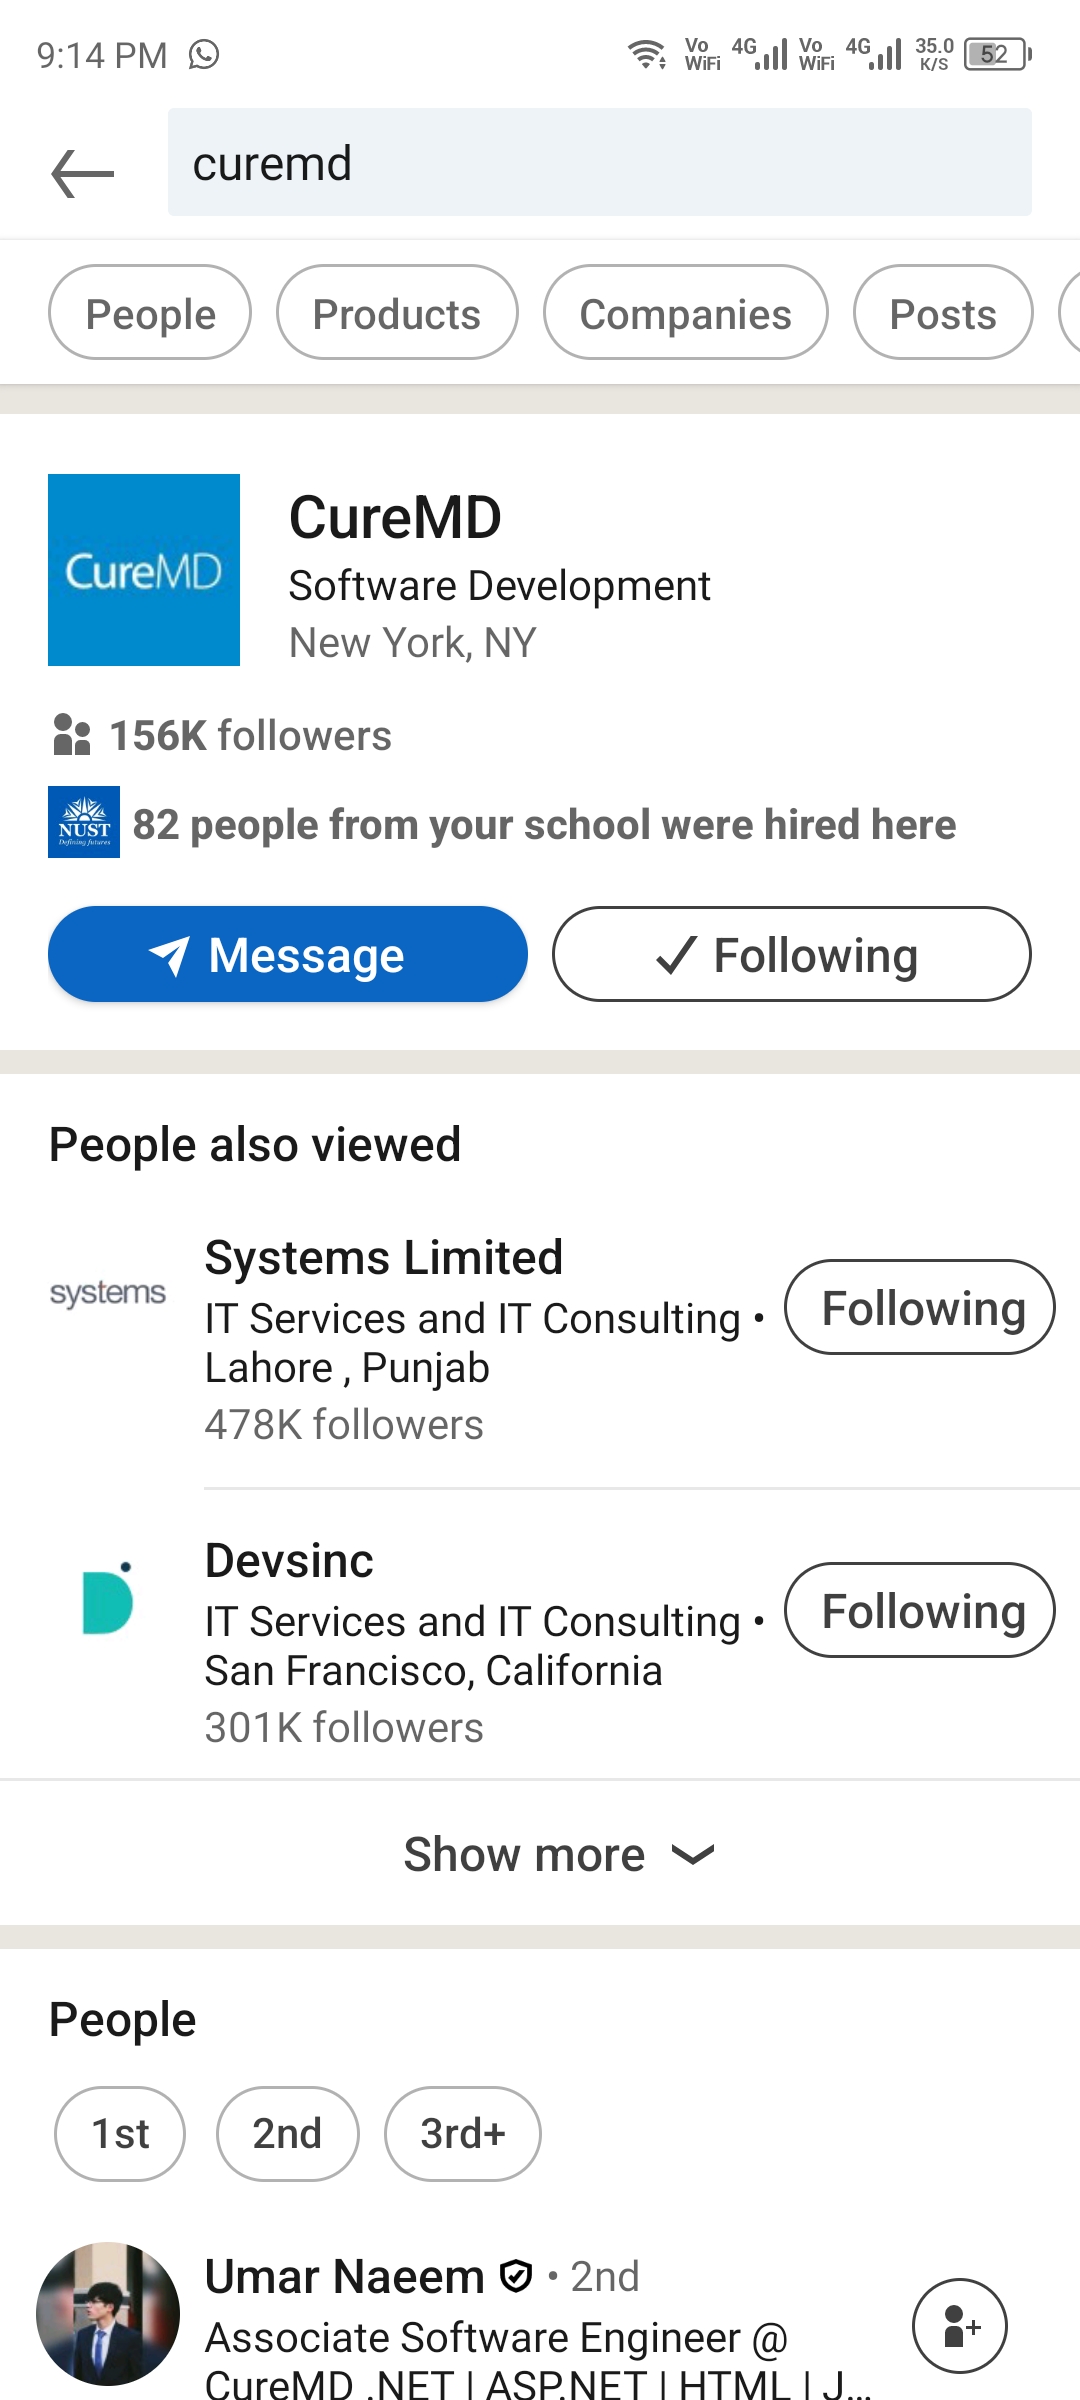 9:14 PM
Vo WiFi 4G Vo WiFi 4G 35.0 K/S 52
curemd
People Products Companies Posts
CureMD
CureMD
Software Development
New York, NY
156K followers
NUST
Defining futures
82 people from your school were hired here
Message Following
People also viewed
systems
Systems Limited
IT Services and IT Consulting •
Lahore , Punjab
478K followers
Following
Devsinc
IT Services and IT Consulting •
San Francisco, California
301K followers
Following
Show more
People
1st 2nd 3rd+
Umar Naeem • 2nd
Associate Software Engineer @
CureMD .NET | ASP.NET | HTML | J...